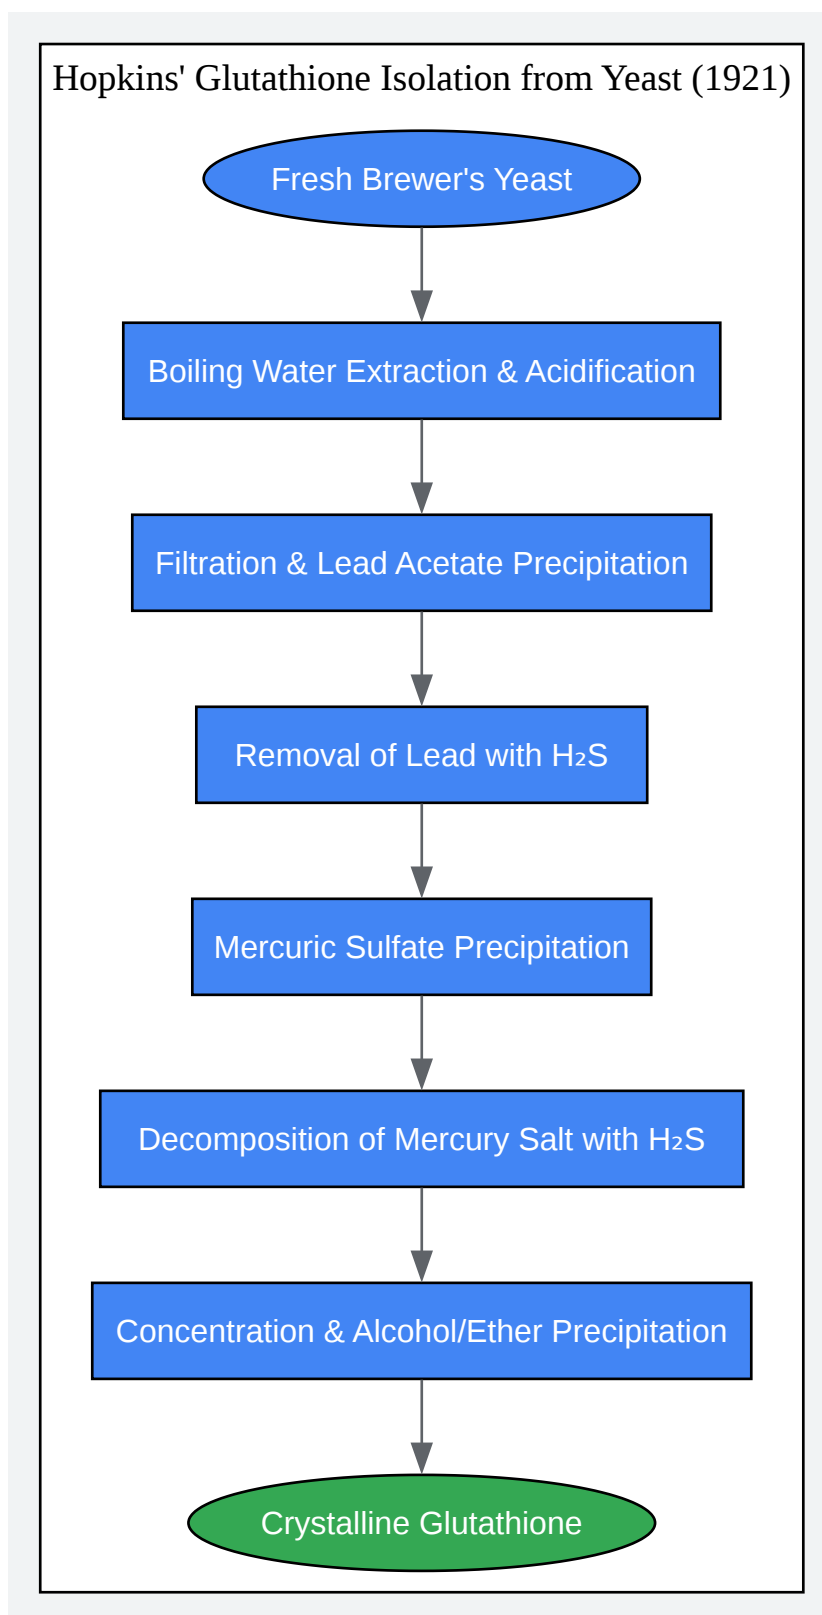 Hopkins' Glutathione Isolation from Yeast (1921)
Fresh Brewer's Yeast
Boiling Water Extraction & Acidification
Filtration & Lead Acetate Precipitation
Removal of Lead with H₂S
Mercuric Sulfate Precipitation
Decomposition of Mercury Salt with H₂S
Concentration & Alcohol/Ether Precipitation
Crystalline Glutathione